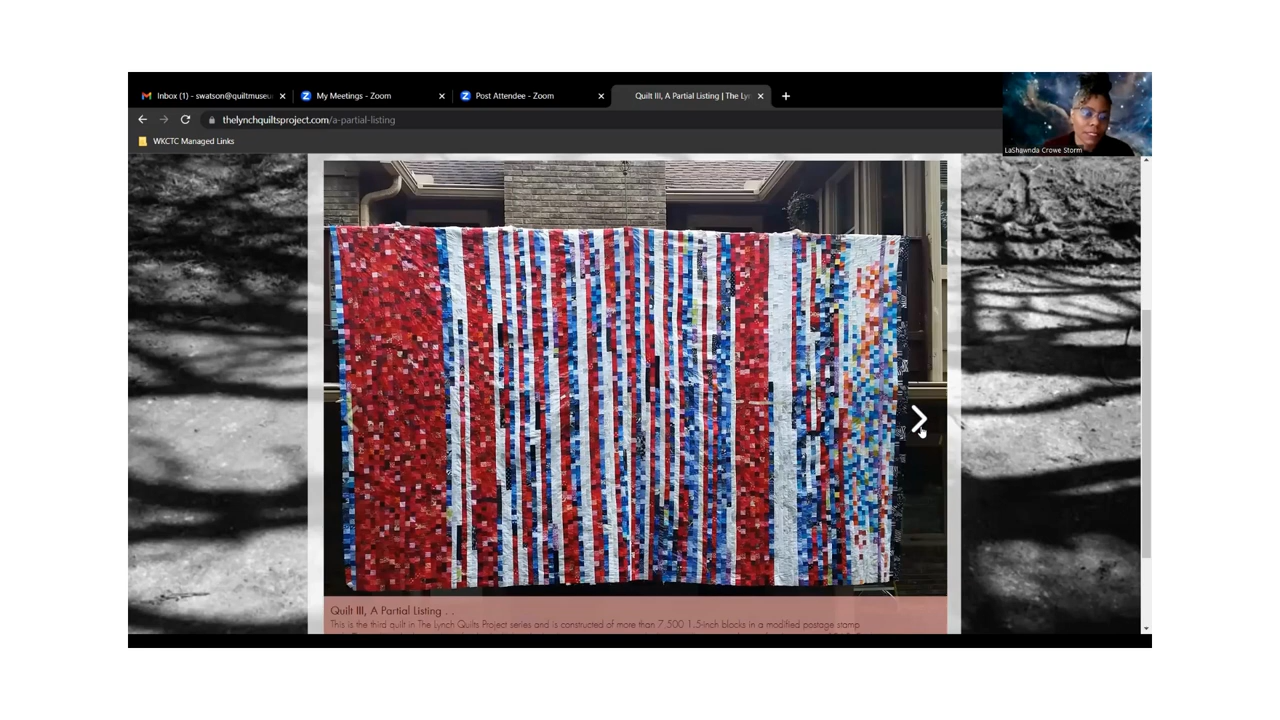 Inbox (1) - swatson@quiltmuseu
My Meetings - Zoom
Post Attendee - Zoom
Quilt III, A Partial Listing | The Ly
thelynchquiltsproject.com/a-partial-listing
WKCTC Managed Links
LaShawnda Crowe Storm
Quilt III, A Partial Listing . .
This is the third quilt in The Lynch Quilts Project series and is constructed of more than 7,500 1.5-inch blocks in a modified postage stamp